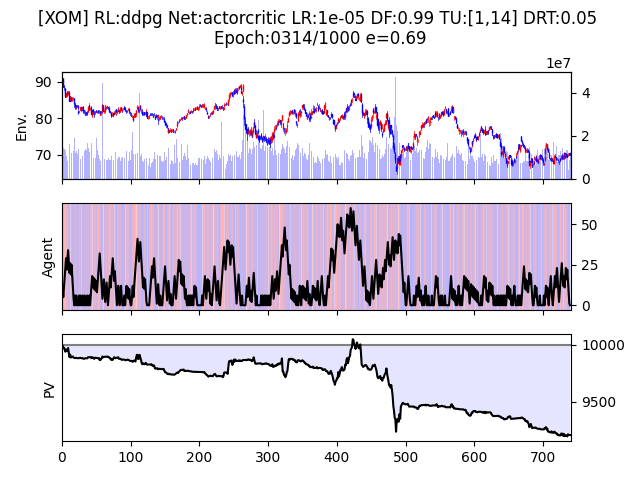 [XOM] RL:ddpg Net:actorcritic LR:1e-05 DF:0.99 TU:[1,14] DRT:0.05
Epoch:0314/1000 e=0.69
1e7
90
80
70
Env.
4
2
0
Agent
50
25
0
PV
10000
9500
0 100 200 300 400 500 600 700